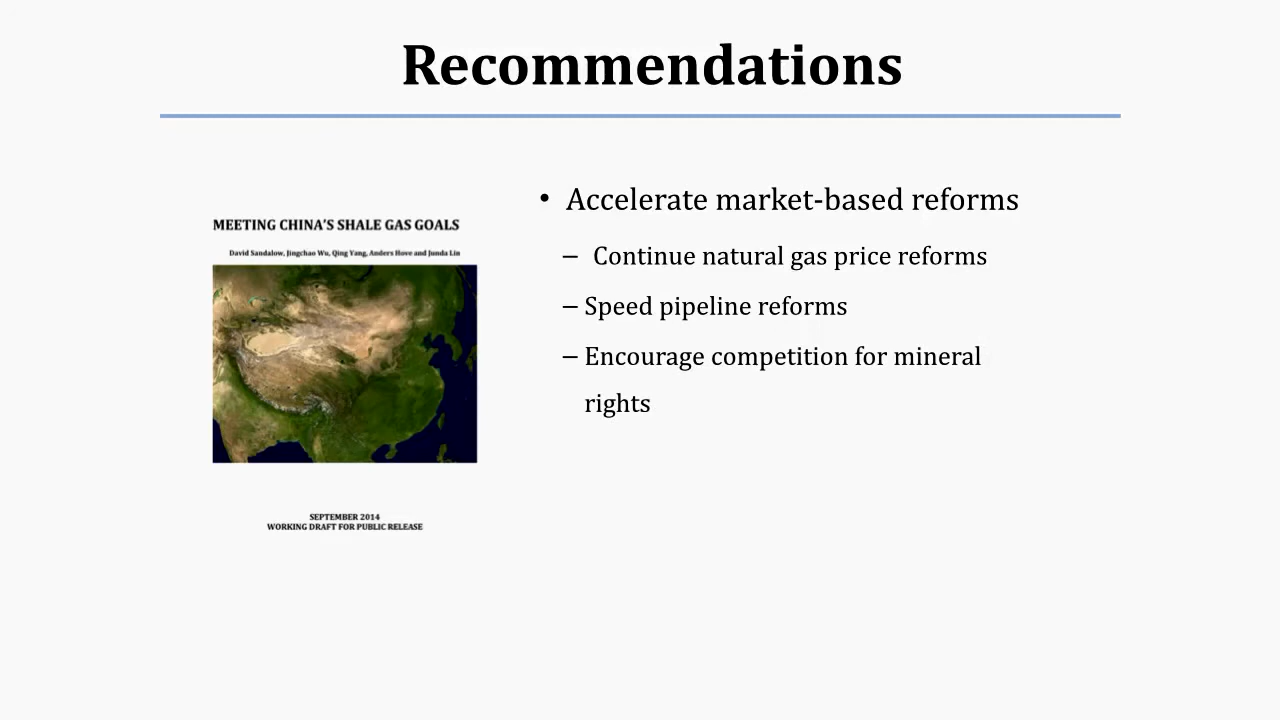 Recommendations
MEETING CHINA'S SHALE GAS GOALS
David Sandalow, Jingchao Wu, Qing Yang, Anders Hove and Junda Lin
SEPTEMBER 2014
WORKING DRAFT FOR PUBLIC RELEASE
• Accelerate market-based reforms
– Continue natural gas price reforms
– Speed pipeline reforms
– Encourage competition for mineral
rights